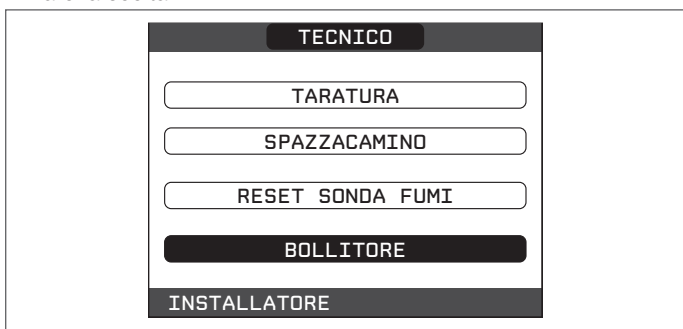 TECNICO
TARATURA
SPAZZACAMINO
RESET SONDA FUMI
BOLLITORE
INSTALLATORE